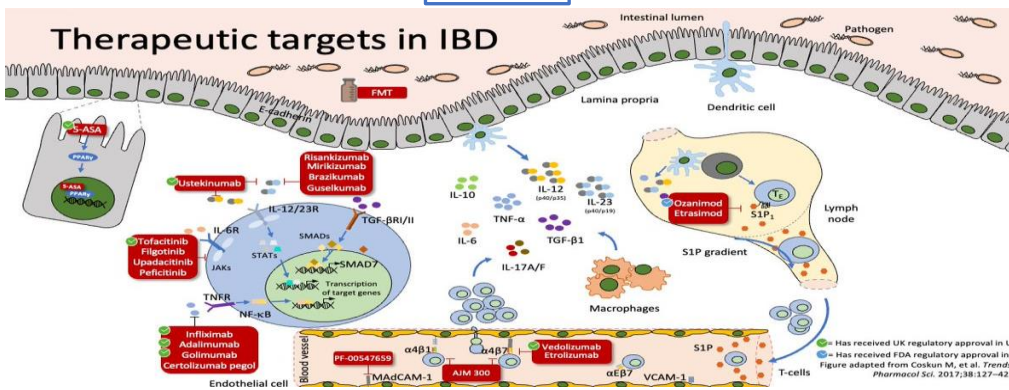 Therapeutic targets in IBD
Intestinal lumen
Pathogen
FMT
E-cadherin
Lamina propria
Dendritic cell
5-ASA
PPARγ
5-ASA
PPARγ
Risankizumab
Mirikizumab
Brazikumab
Guselkumab
Ustekinumab
IL-12/23R
TGF-βRI/II
IL-6R
SMADs
STATs
JAKs
SMAD7
Transcription
of target genes
TNFR
NF-κB
Tofacitinib
Filgotinib
Upadacitinib
Peficitinib
Infliximab
Adalimumab
Golimumab
Certolizumab pegol
IL-10
IL-12
(p40/p35)
IL-23
(p40/p19)
TNF-α
IL-6
TGF-β1
IL-17A/F
Macrophages
Ozanimod
Etrasimod
TE
S1P1
Lymph
node
S1P gradient
Blood vessel
Endothelial cell
PF-00547659
MAdCAM-1
α4β1
AJM 300
α4β7
Vedolizumab
Etrolizumab
αEβ7
VCAM-1
S1P
T-cells
= Has received UK regulatory approval in
= Has received FDA regulatory approval in
Figure adapted from Coskun M, et al. Trends
Pharmacol Sci. 2017;38:127–42